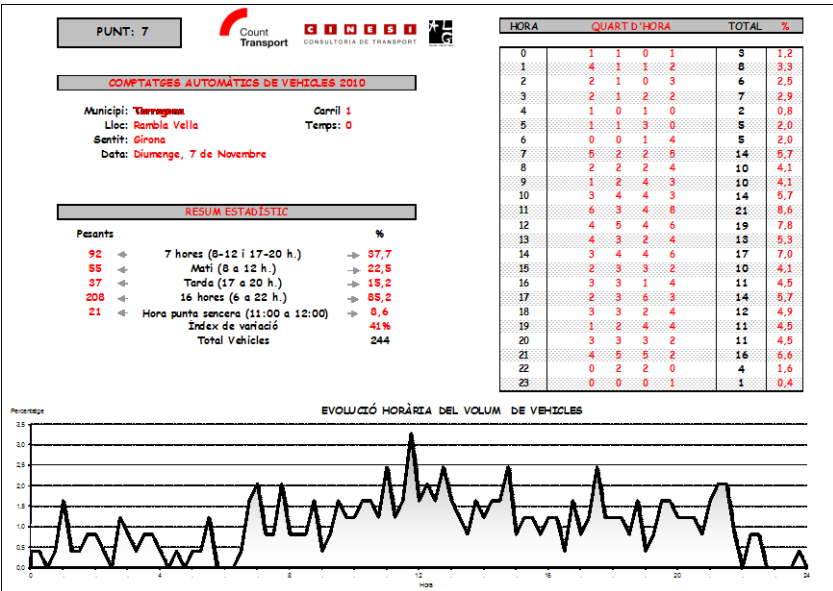 PUNT: 7
Count
Transport
CINESI
CONSULTORIA DE TRANSPORT
COMPTATGES AUTOMÀTICS DE VEHICLES 2010
Municipi: Tarragona Carril 1
Lloc: Rambla Vella Temps: 0
Sentit: Girona
Data: Diumenge, 7 de Novembre
RESUM ESTADÍSTIC
Pesants %
92 7 hores (8-12 i 17-20 h.) 37,7
55 Matí (8 a 12 h.) 22,5
37 Tarda (17 a 20 h.) 15,2
208 16 hores (6 a 22 h.) 85,2
21 Hora punta sencera (11:00 a 12:00) 8,6
Índex de variació 41%
Total Vehicles 244
HORA QUART D'HORA TOTAL %
0 1 1 0 1 3 1,2
1 4 1 1 2 8 3,3
2 2 1 0 3 6 2,5
3 2 1 2 2 7 2,9
4 1 0 1 0 2 0,8
5 1 1 3 0 5 2,0
6 0 0 1 4 5 2,0
7 5 2 2 5 14 5,7
8 2 2 2 4 10 4,1
9 1 2 4 3 10 4,1
10 3 4 4 3 14 5,7
11 6 3 4 8 21 8,6
12 4 5 4 6 19 7,8
13 4 3 2 4 13 5,3
14 3 4 4 6 17 7,0
15 2 3 3 2 10 4,1
16 3 3 1 4 11 4,5
17 2 3 6 3 14 5,7
18 3 3 2 4 12 4,9
19 1 2 4 4 11 4,5
20 3 3 3 2 11 4,5
21 4 5 5 2 16 6,6
22 0 2 2 0 4 1,6
23 0 0 0 1 1 0,4
EVOLUCIÓ HORÀRIA DEL VOLUM DE VEHICLES
Percentatge
3,5
3,0
2,5
2,0
1,5
1,0
0,5
0,0
0 4 8 12 16 20 24
Hora